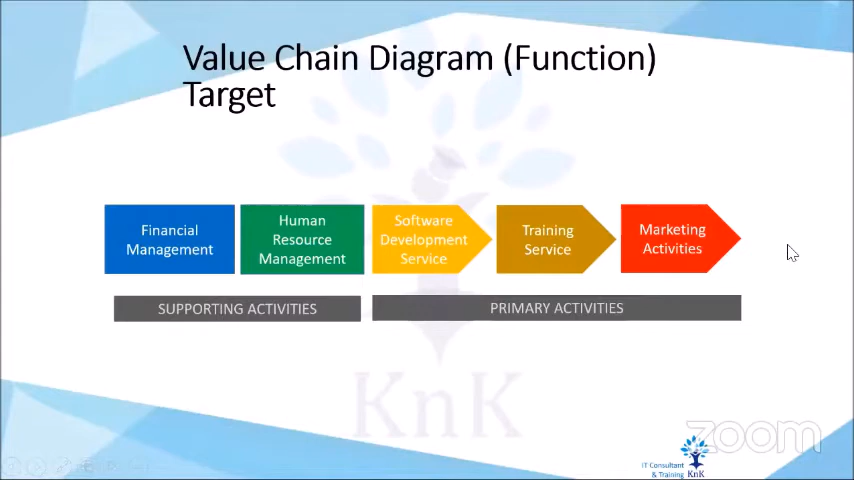 Value Chain Diagram (Function)
Target
Financial
Management
Human
Resource
Management
Software
Development
Service
Training
Service
Marketing
Activities
SUPPORTING ACTIVITIES
PRIMARY ACTIVITIES
KnK
IT Consultant
& Training
KnK
zoom